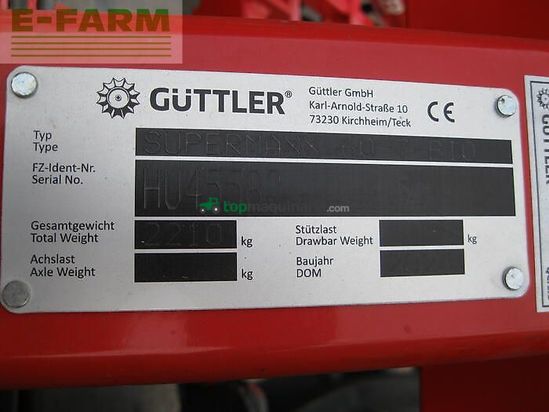 E-FARM
GÜTTLER®
Güttler GmbH
Karl-Arnold-Straße 10
73230 Kirchheim/Teck
CE
Typ
Type
SUPERMAXX
FZ-Ident-Nr.
Serial No.
topmaquinaria.com
Gesamtgewicht
Total Weight
2210 kg
Stützlast
Drawbar Weight
kg
Achslast
Axle Weight
kg
Baujahr
DOM
GÜTTLER